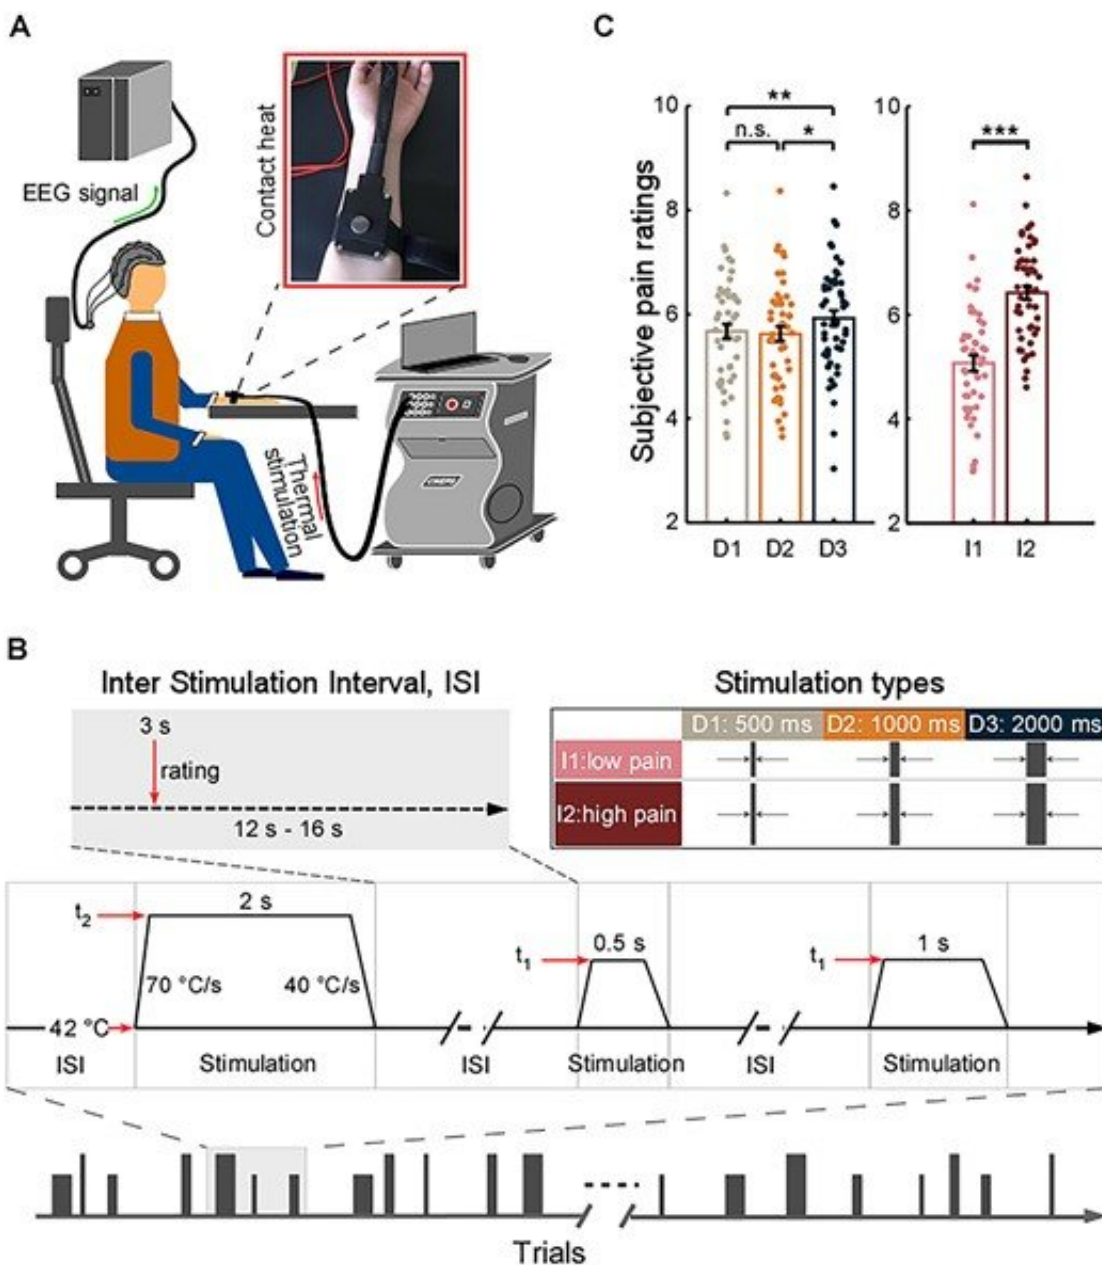 A
EEG signal
Contact heat
Thermal
stimulation
C
Subjective pain ratings
10
8
6
4
2
**
n.s.
*
D1
D2
D3
10
8
6
4
2
***
I1
I2
B
Inter Stimulation Interval, ISI
3 s
rating
12 s - 16 s
Stimulation types
D1: 500 ms
D2: 1000 ms
D3: 2000 ms
I1:low pain
I2:high pain
t2
2 s
70 °C/s
40 °C/s
42 °C
t1
0.5 s
t1
1 s
ISI
Stimulation
ISI
Stimulation
ISI
Stimulation
Trials